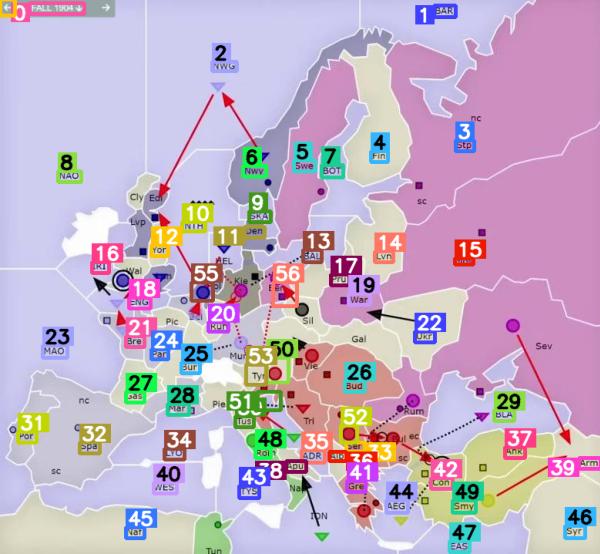 0 FALL 1904
1 BAR
2
NWG
nc
3
Stp
4
Fin
5
Swe
6
Nwy
7
BOT
8
NAO
sc
Cly Edi
9
SKA
10
NTH
Lvp
11
Den
12
Yor
HEL
13
BAL
14
Lvn
15
16
IRI
Wal
17
Pru
18
ENG
19
War
Kie
55
56
20
Ruh
Sil
21
Bre
Pic
22
Ukr
23
MAO
24
Par
25
Bur
Mun
Gal
Sev
53
Tyr
50
Vie
26
Bud
nc
27
Gas
28
Mar
Pie
51
Tus
Tri
Rum
29
BLA
31
Por
32
Spa
34
LYO
48
Rom
35
ADR
52
Ser
Bul ec
37
Ank
sc
38
Apu
36
Alb
sc
42
Con
39 Arm
40
WES
43
TYS
Nap
41
Gre
44
AEG
49
Smy
45
Naf
ION
46
Syr
47
EAS
Tun